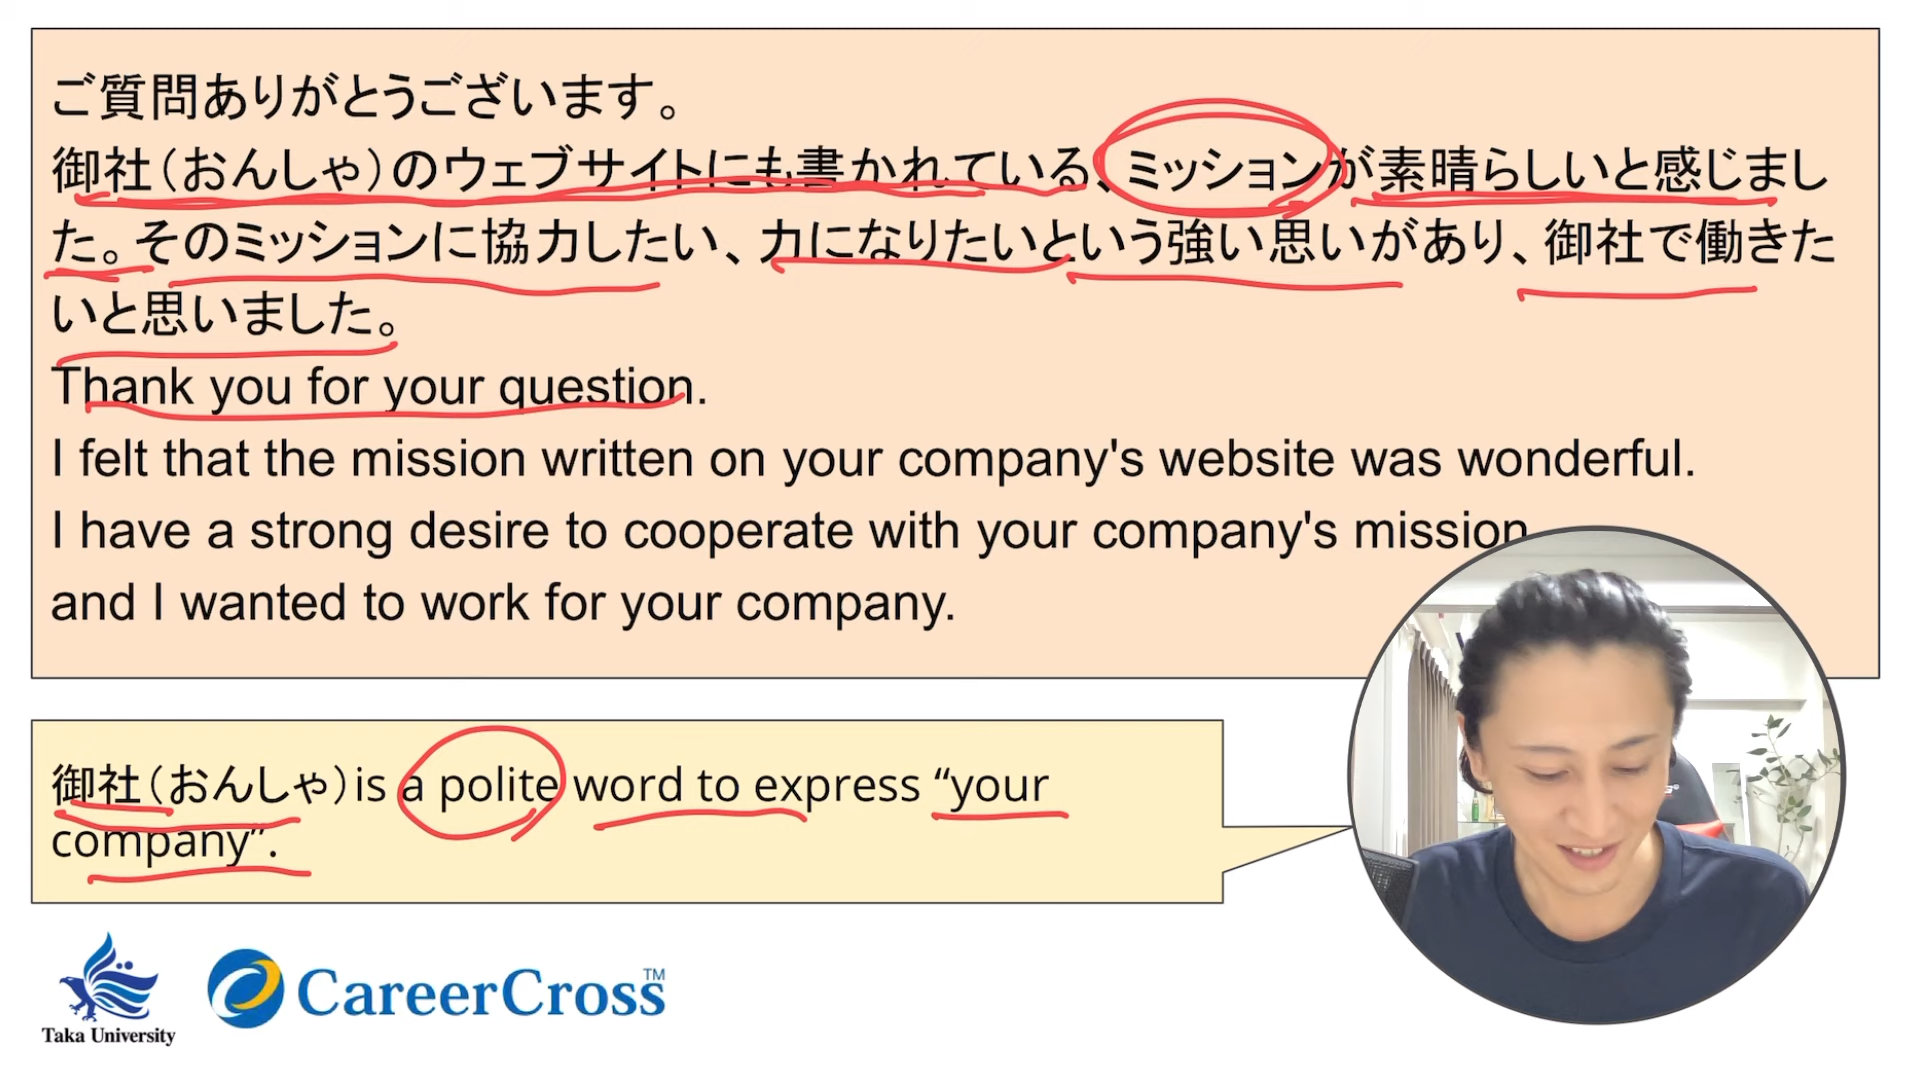 ご質問ありがとうございます。
御社（おんしゃ）のウェブサイトにも書かれている、ミッションが素晴らしいと感じまし
た。そのミッションに協力したい、力になりたいという強い思いがあり、御社で働きた
いと思いました。
Thank you for your question.
I felt that the mission written on your company's website was wonderful.
I have a strong desire to cooperate with your company's mission
and I wanted to work for your company.
御社（おんしゃ）is a polite word to express “your
company”.
Taka University
CareerCross™